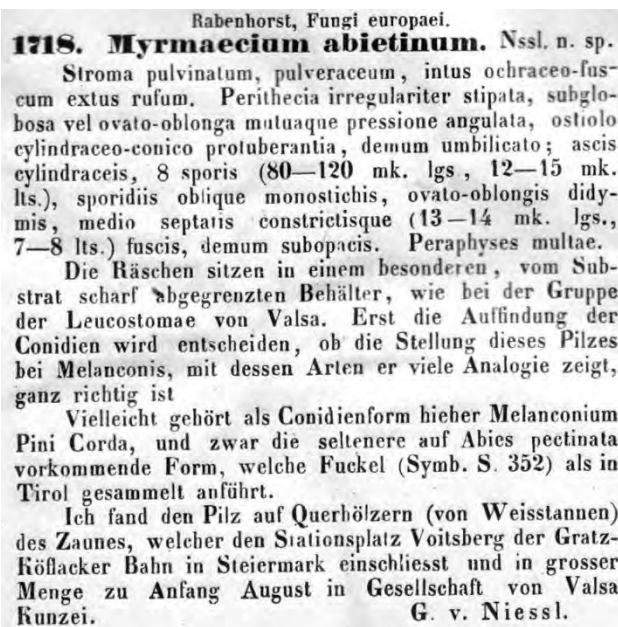 Rabenhorst, Fungi europaei.
1718. Myrmaecium abietinum. Nssl. n. sp.
Stroma pulvinatum, pulveraceum, intus ochraceo-fus-
cum extus rufum. Perithecia irregulariter stipata, subglo-
bosa vel ovato-oblonga mutuaque pressione angulata, ostiolo
cylindraceo-conico protuberantia, demum umbilicato; ascis
cylindraceis, 8 sporis (80—120 mk. lgs, 12—15 mk.
lts.), sporidiis oblique monostichis, ovato-oblongis didy-
mis, medio septatis constrictisque (13—14 mk. lgs.,
7—8 lts.) fuscis, demum subopacis. Peraphyses multae.
Die Räschen sitzen in einem besonderen, vom Sub-
strat scharf abgegrenzten Behälter, wie bei der Gruppe
der Leucostomae von Valsa. Erst die Auffindung der
Conidien wird entscheiden, ob die Stellung dieses Pilzes
bei Melanconis, mit dessen Arten er viele Analogie zeigt,
ganz richtig ist
Vielleicht gehört als Conidienform hieher Melanconium
Pini Corda, und zwar die seltenere auf Abies pectinata
vorkommende Form, welche Fuckel (Symb. S. 352) als in
Tirol gesammelt anführt.
Ich fand den Pilz auf Querhölzern (von Weisstannen)
des Zaunes, welcher den Stationsplatz Voitsberg der Gratz-
Köflacker Bahn in Steiermark einschliesst und in grosser
Menge zu Anfang August in Gesellschaft von Valsa
Kunzei. G. v. Niessl.